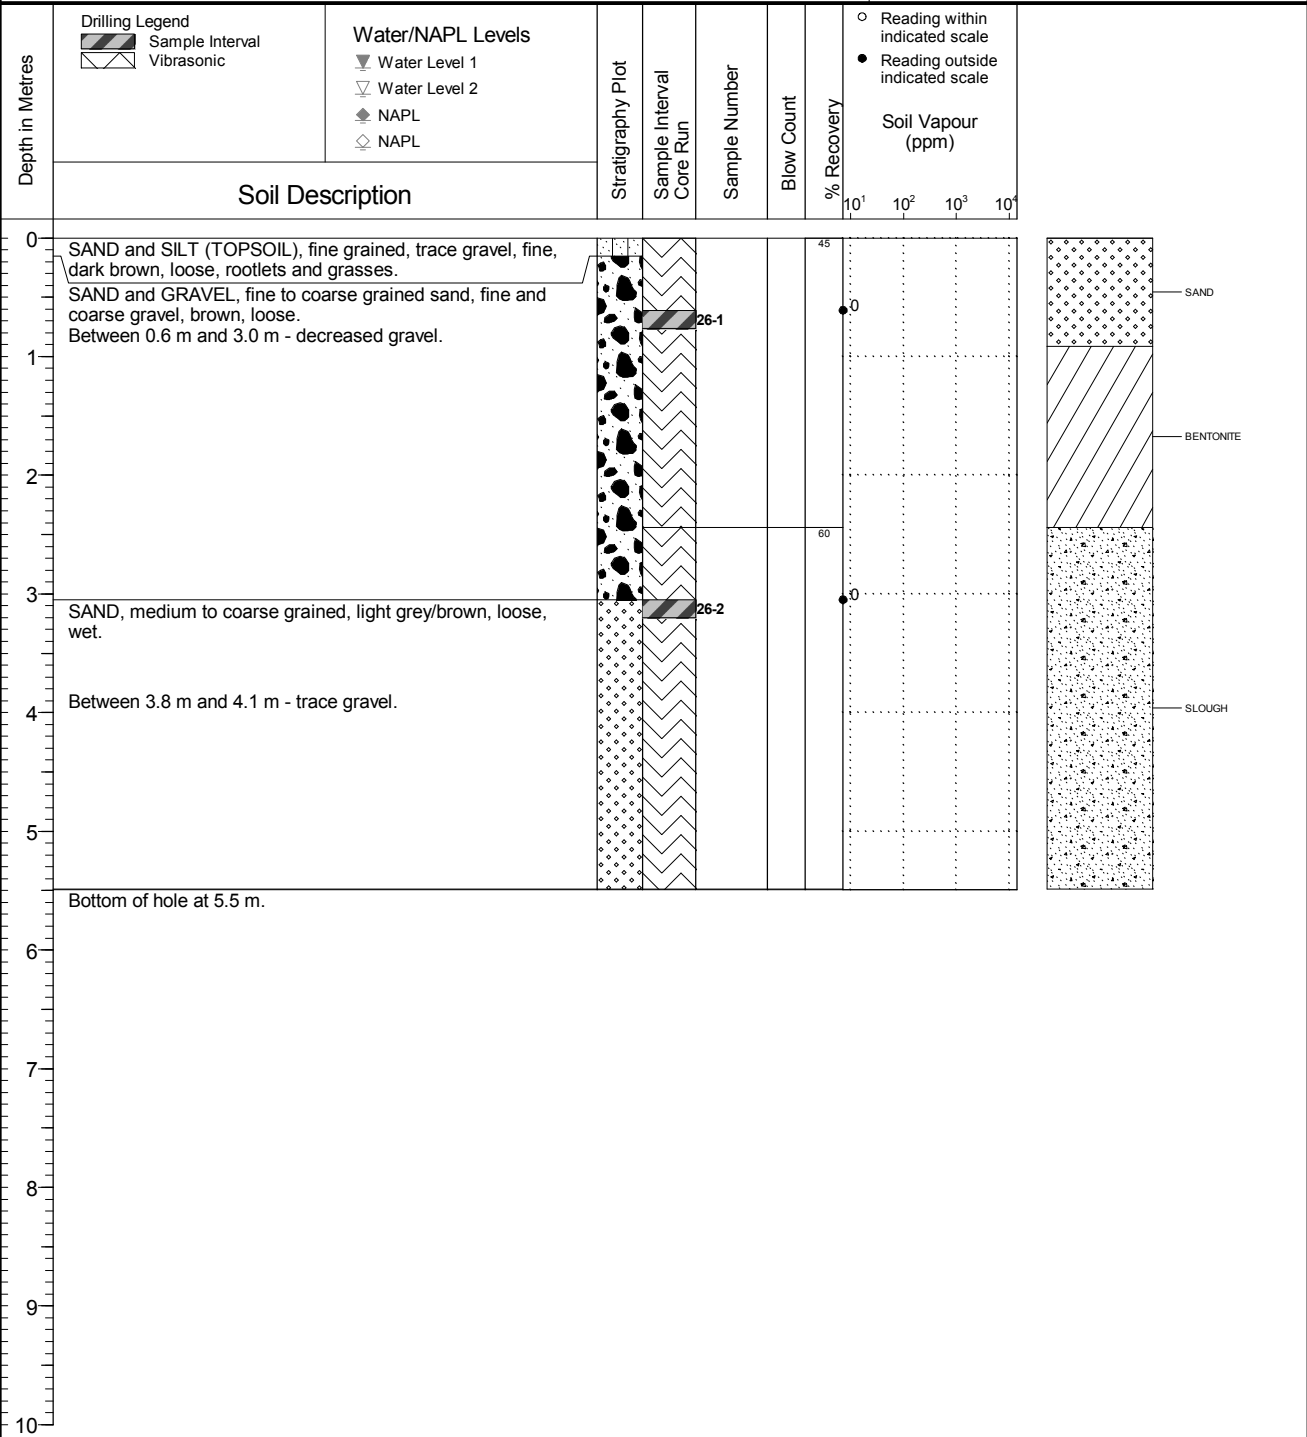 Depth in Metres
Drilling Legend
Sample Interval
Vibrasonic
Water/NAPL Levels
Water Level 1
Water Level 2
NAPL
NAPL
Soil Description
Stratigraphy Plot
Sample Interval
Core Run
Sample Number
Blow Count
% Recovery
Reading within
indicated scale
Reading outside
indicated scale
Soil Vapour
(ppm)
10¹ 10² 10³ 10⁴
0
SAND and SILT (TOPSOIL), fine grained, trace gravel, fine,
dark brown, loose, rootlets and grasses.
45
SAND and GRAVEL, fine to coarse grained sand, fine and
coarse gravel, brown, loose.
Between 0.6 m and 3.0 m - decreased gravel.
26-1
0
SAND
1
BENTONITE
2
60
3
SAND, medium to coarse grained, light grey/brown, loose,
wet.
26-2
0
Between 3.8 m and 4.1 m - trace gravel.
4
SLOUGH
5
Bottom of hole at 5.5 m.
6
7
8
9
10